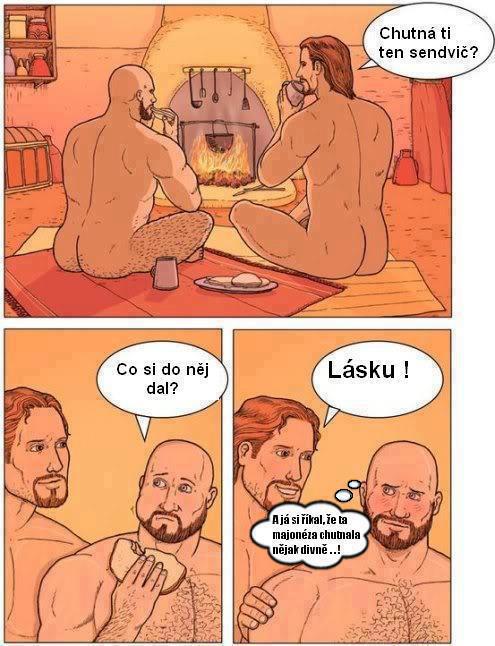 Chutná ti
ten sendvič?
Co si do něj
dal?
Lásku !
A já si říkal, že ta
majonéza chutnala
nějak divně . .!